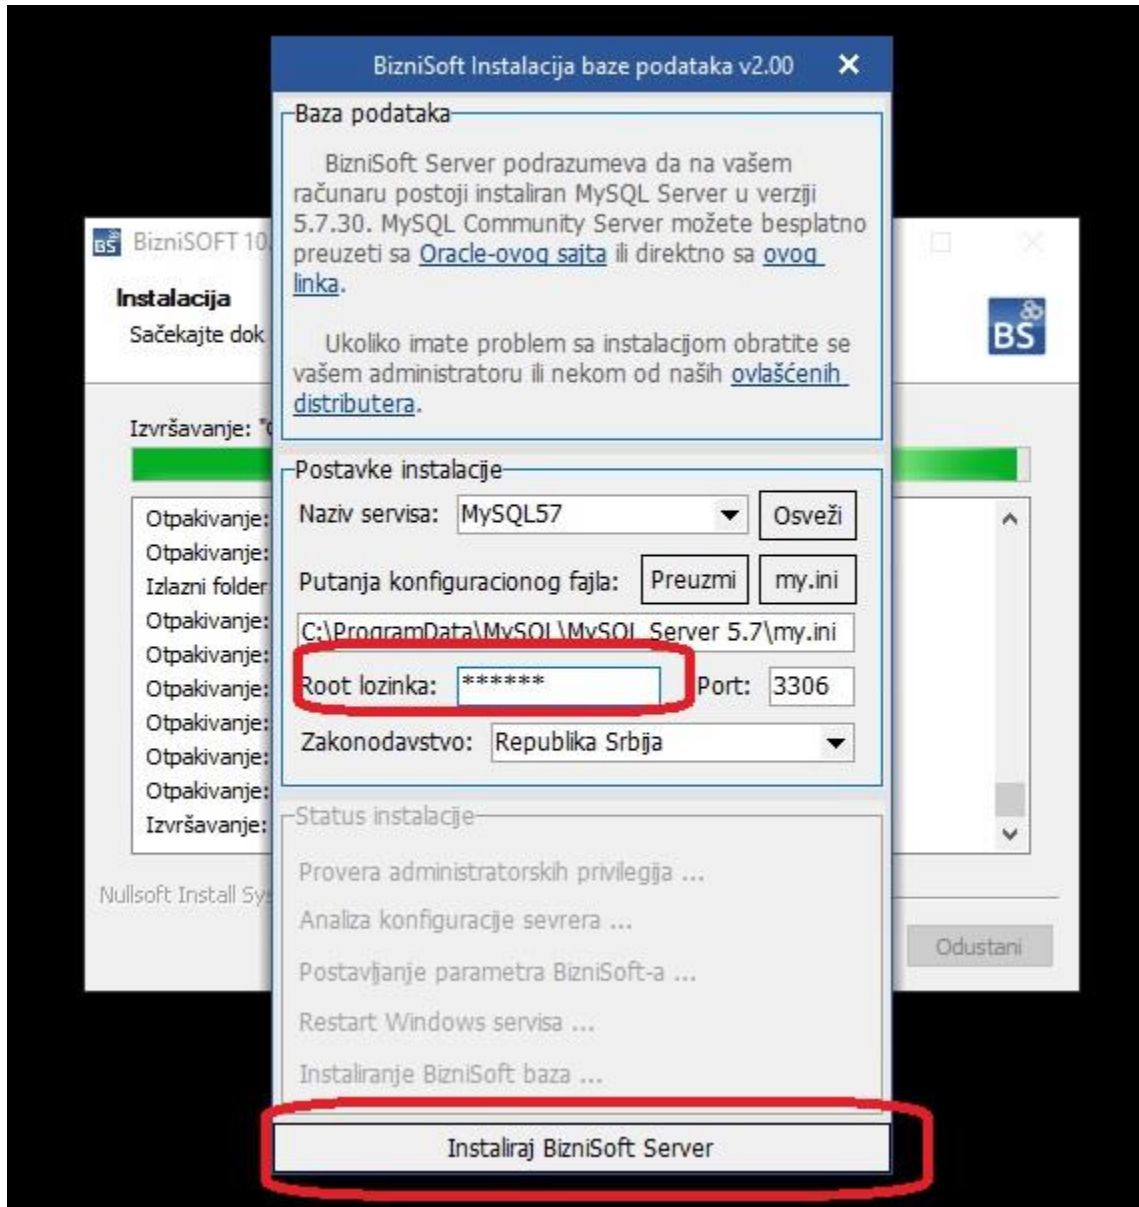 BizniSoft Instalacija baze podataka v2.00
Baza podataka
BizniSoft Server podrazumeva da na vašem
računaru postoji instaliran MySQL Server u verziji
5.7.30. MySQL Community Server možete besplatno
preuzeti sa Oracle-ovog sajta ili direktno sa ovog
linka.
Ukoliko imate problem sa instalacijom obratite se
vašem administratoru ili nekom od naših ovlašćenih
distributera.
Postavke instalacije
Naziv servisa: MySQL57 Osveži
Putanja konfiguracionog fajla: Preuzmi my.ini
C:\ProgramData\MySQL\MySQL Server 5.7\my.ini
Root lozinka: ****** Port: 3306
Zakonodavstvo: Republika Srbija
Status instalacije
Provera administratorskih privilegija ...
Analiza konfiguracije sevrera ...
Postavljanje parametra BizniSoft-a ...
Restart Windows servisa ...
Instaliranje BizniSoft baza ...
Instaliraj BizniSoft Server
BS BizniSOFT 10.
Instalacija
Sačekajte dok
BS
Izvršavanje:
Otpakivanje:
Otpakivanje:
Izlazni folder
Otpakivanje:
Otpakivanje:
Otpakivanje:
Otpakivanje:
Otpakivanje:
Otpakivanje:
Izvršavanje:
Nullsoft Install
Odustani